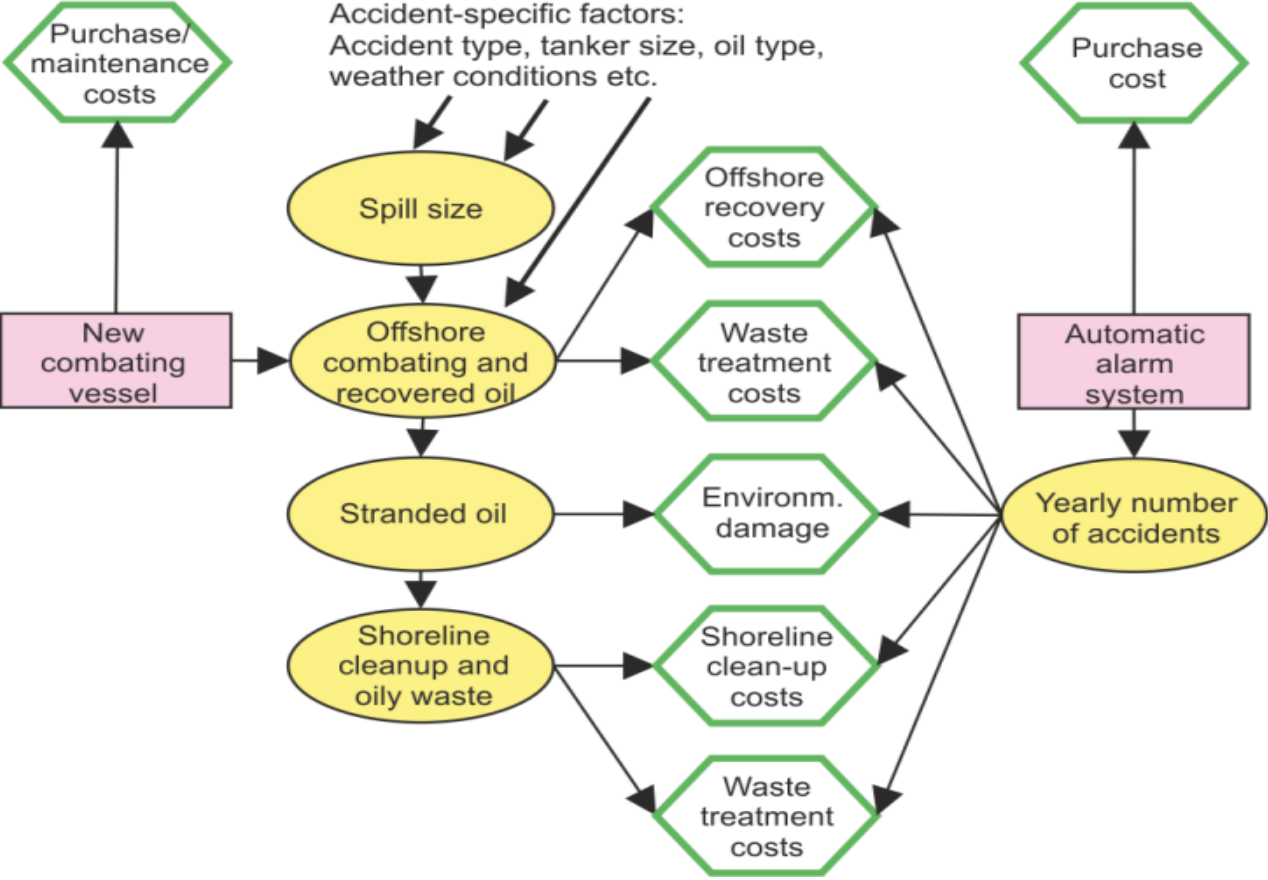 Purchase/
maintenance
costs
Accident-specific factors:
Accident type, tanker size, oil type,
weather conditions etc.
Purchase
cost
Spill size
Offshore
recovery
costs
New
combating
vessel
Offshore
combating and
recovered oil
Waste
treatment
costs
Automatic
alarm
system
Stranded oil
Environm.
damage
Yearly number
of accidents
Shoreline
cleanup and
oily waste
Shoreline
clean-up
costs
Waste
treatment
costs